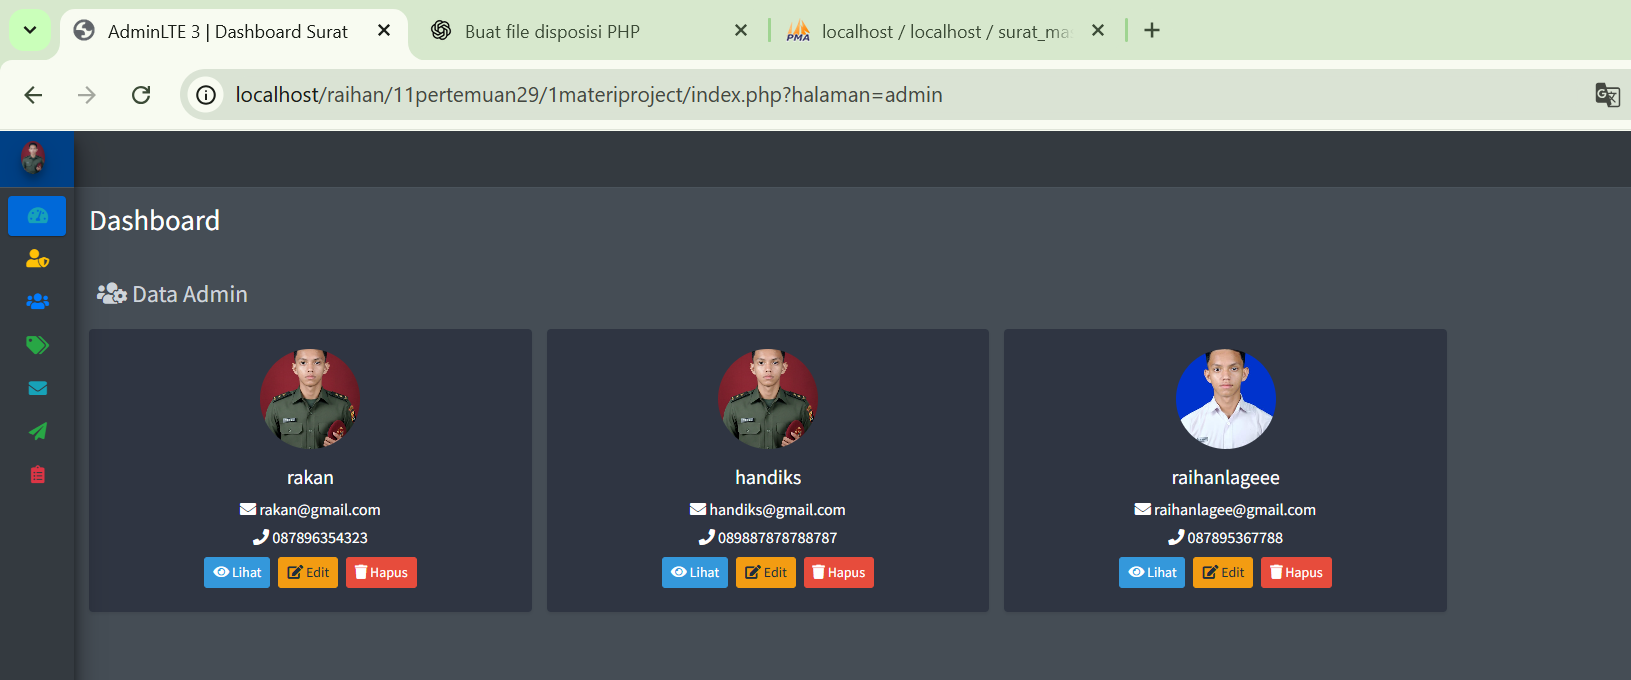 AdminLTE 3 | Dashboard Surat
Buat file disposisi PHP
PMA localhost / localhost / surat_mas
localhost/raihan/11pertemuan29/1materiproject/index.php?halaman=admin
Dashboard
Data Admin
rakan
rakan@gmail.com
087896354323
Lihat Edit Hapus
handiks
handiks@gmail.com
089887878788787
Lihat Edit Hapus
raihanlageee
raihanlagee@gmail.com
087895367788
Lihat Edit Hapus